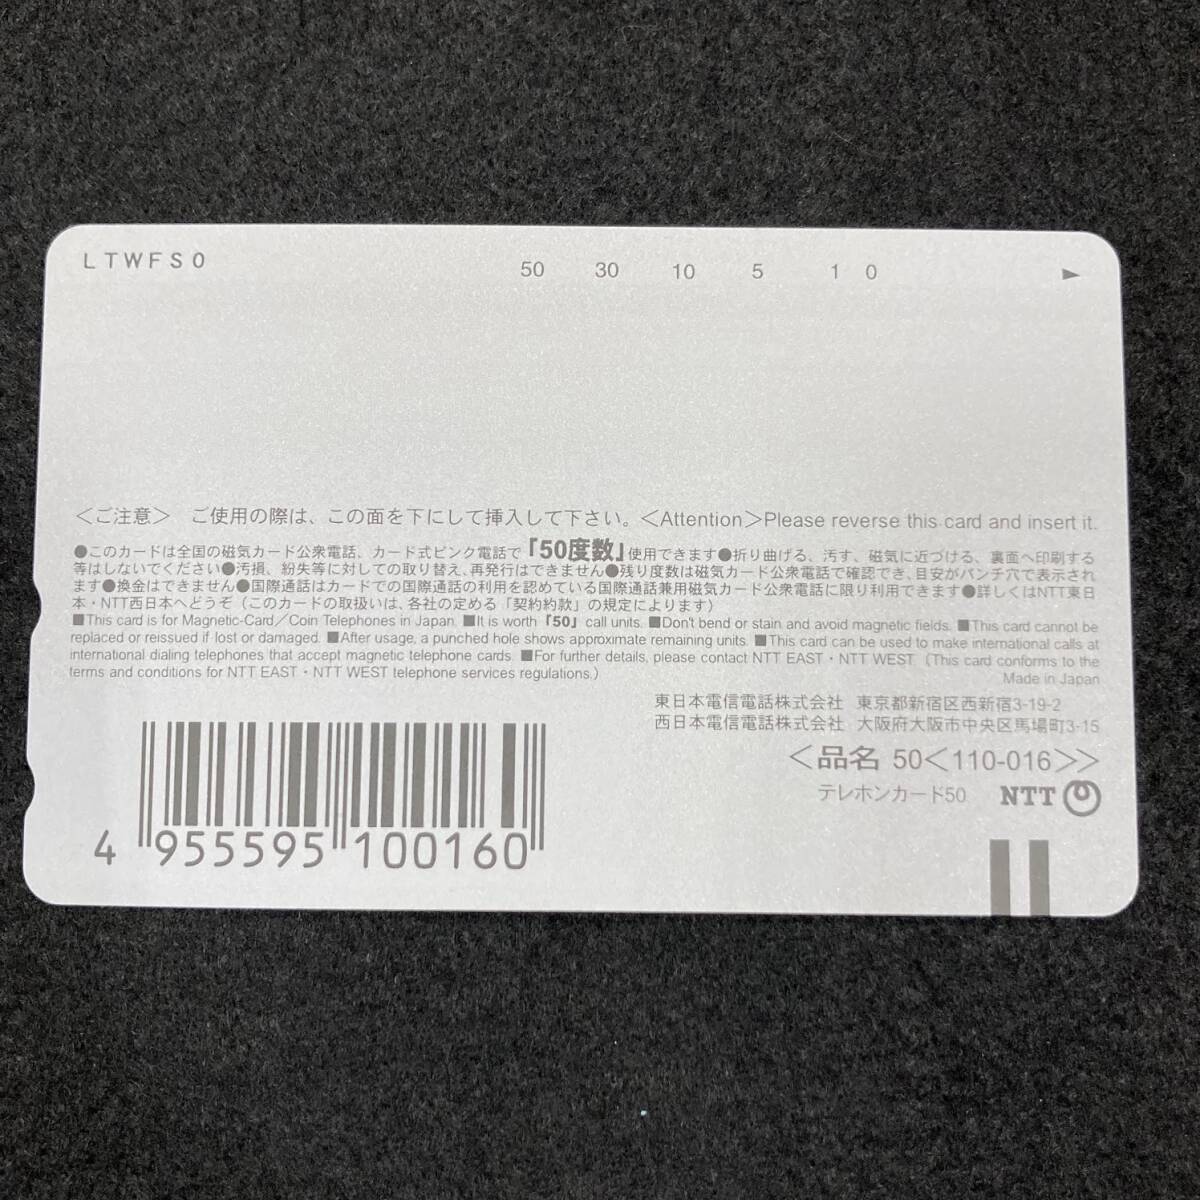 LTWFS0
50 30 10 5 1 0 ►
＜ご注意＞ ご使用の際は、この面を下にして挿入して下さい。＜Attention＞Please reverse this card and insert it.
●このカードは全国の磁気カード公衆電話、カード式ピンク電話で「50度数」使用できます●折り曲げる、汚す、磁気に近づける、裏面へ印刷する
等はしないでください●汚損、紛失等に対しての取り替え、再発行はできません●残り度数は磁気カード公衆電話で確認でき、目安がパンチ穴で表示され
ます●換金はできません●国際通話はカードでの国際通話の利用を認めている国際通話兼用磁気カード公衆電話に限り利用できます●詳しくはNTT東日
本・NTT西日本へどうぞ（このカードの取扱いは、各社の定める「契約約款」の規定によります）
■This card is for Magnetic-Card／Coin Telephones in Japan. ■It is worth「50」call units. ■Don't bend or stain and avoid magnetic fields. ■This card cannot be
replaced or reissued if lost or damaged. ■After usage, a punched hole shows approximate remaining units. ■This card can be used to make international calls at
international dialing telephones that accept magnetic telephone cards. ■For further details, please contact NTT EAST・NTT WEST.(This card conforms to the
terms and conditions for NTT EAST・NTT WEST telephone services regulations.)
Made in Japan
東日本電信電話株式会社 東京都新宿区西新宿3-19-2
西日本電信電話株式会社 大阪府大阪市中央区馬場町3-15
＜品名 50＜110-016＞＞
テレホンカード50 NTT
4 955595 100160